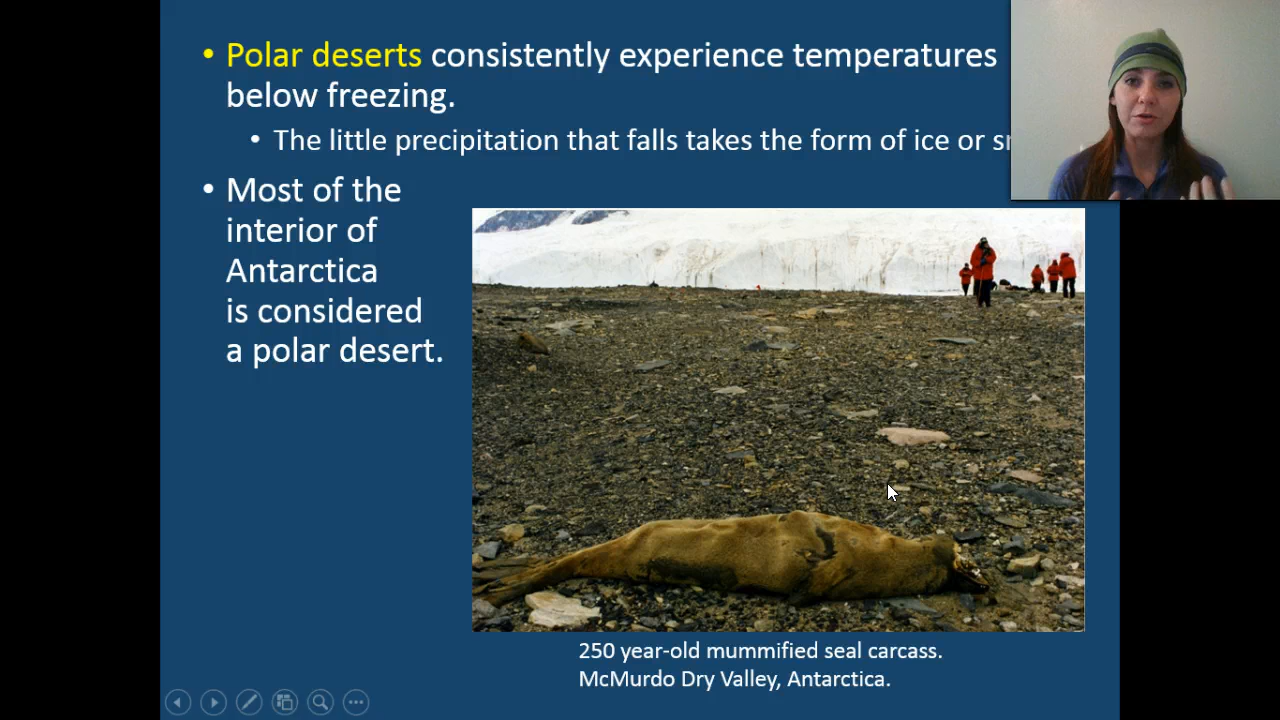 • Polar deserts consistently experience temperatures
below freezing.
• The little precipitation that falls takes the form of ice or
• Most of the
interior of
Antarctica
is considered
a polar desert.
250 year-old mummified seal carcass.
McMurdo Dry Valley, Antarctica.